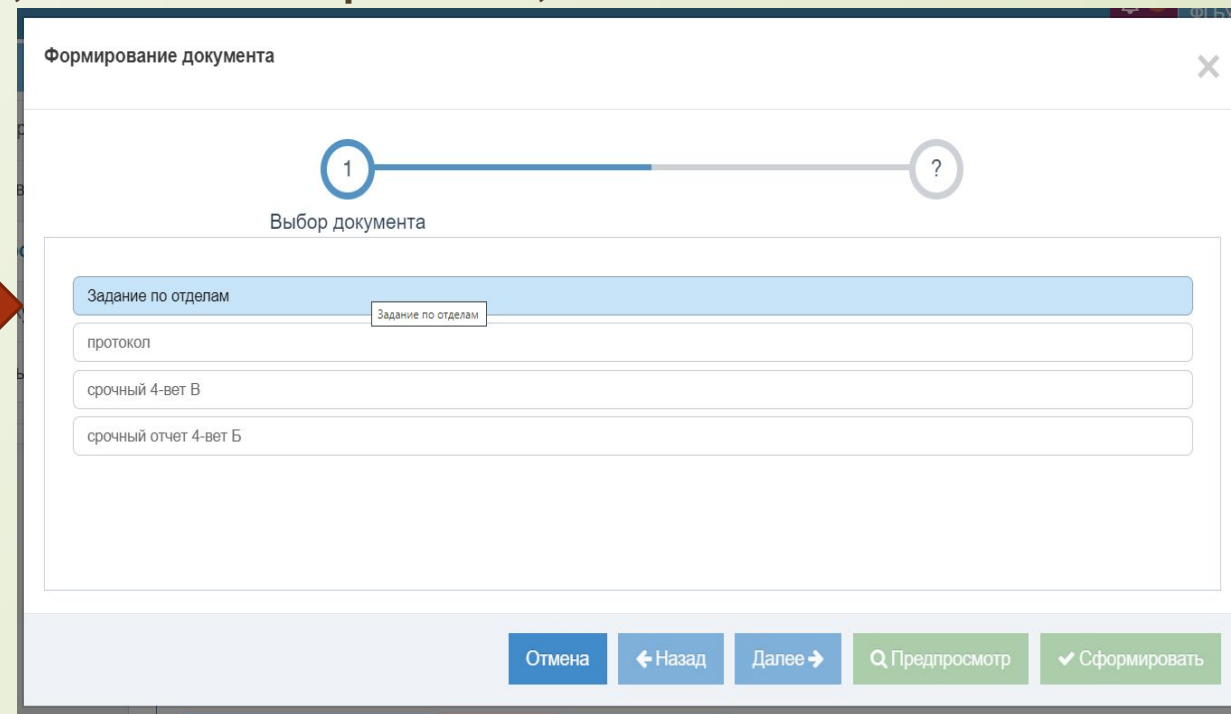 Формирование документа
×
1
?
Выбор документа
Задание по отделам
Задание по отделам
протокол
срочный 4-вет В
срочный отчет 4-вет Б
Отмена
Назад
Далее
Предпросмотр
Сформировать